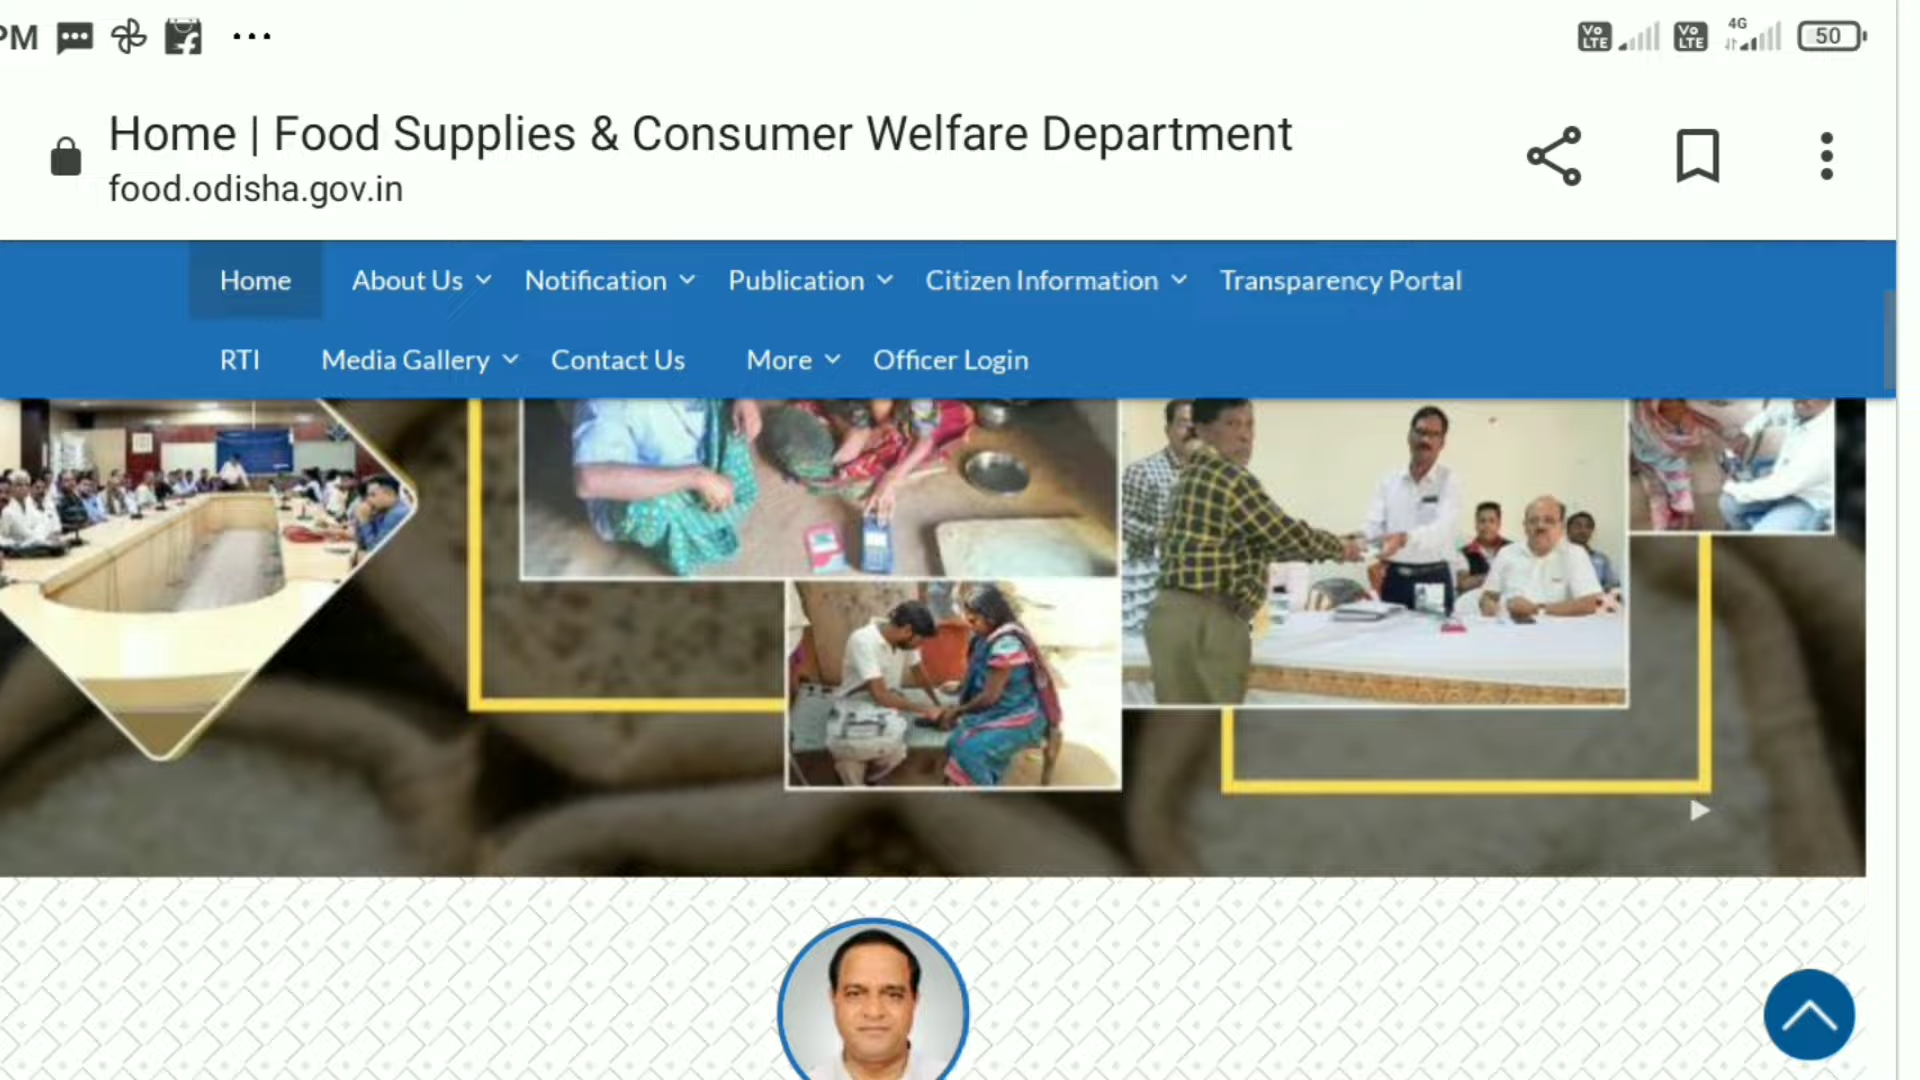 PM 4G 50
Home | Food Supplies & Consumer Welfare Department
food.odisha.gov.in
Home About Us Notification Publication Citizen Information Transparency Portal
RTI Media Gallery Contact Us More Officer Login